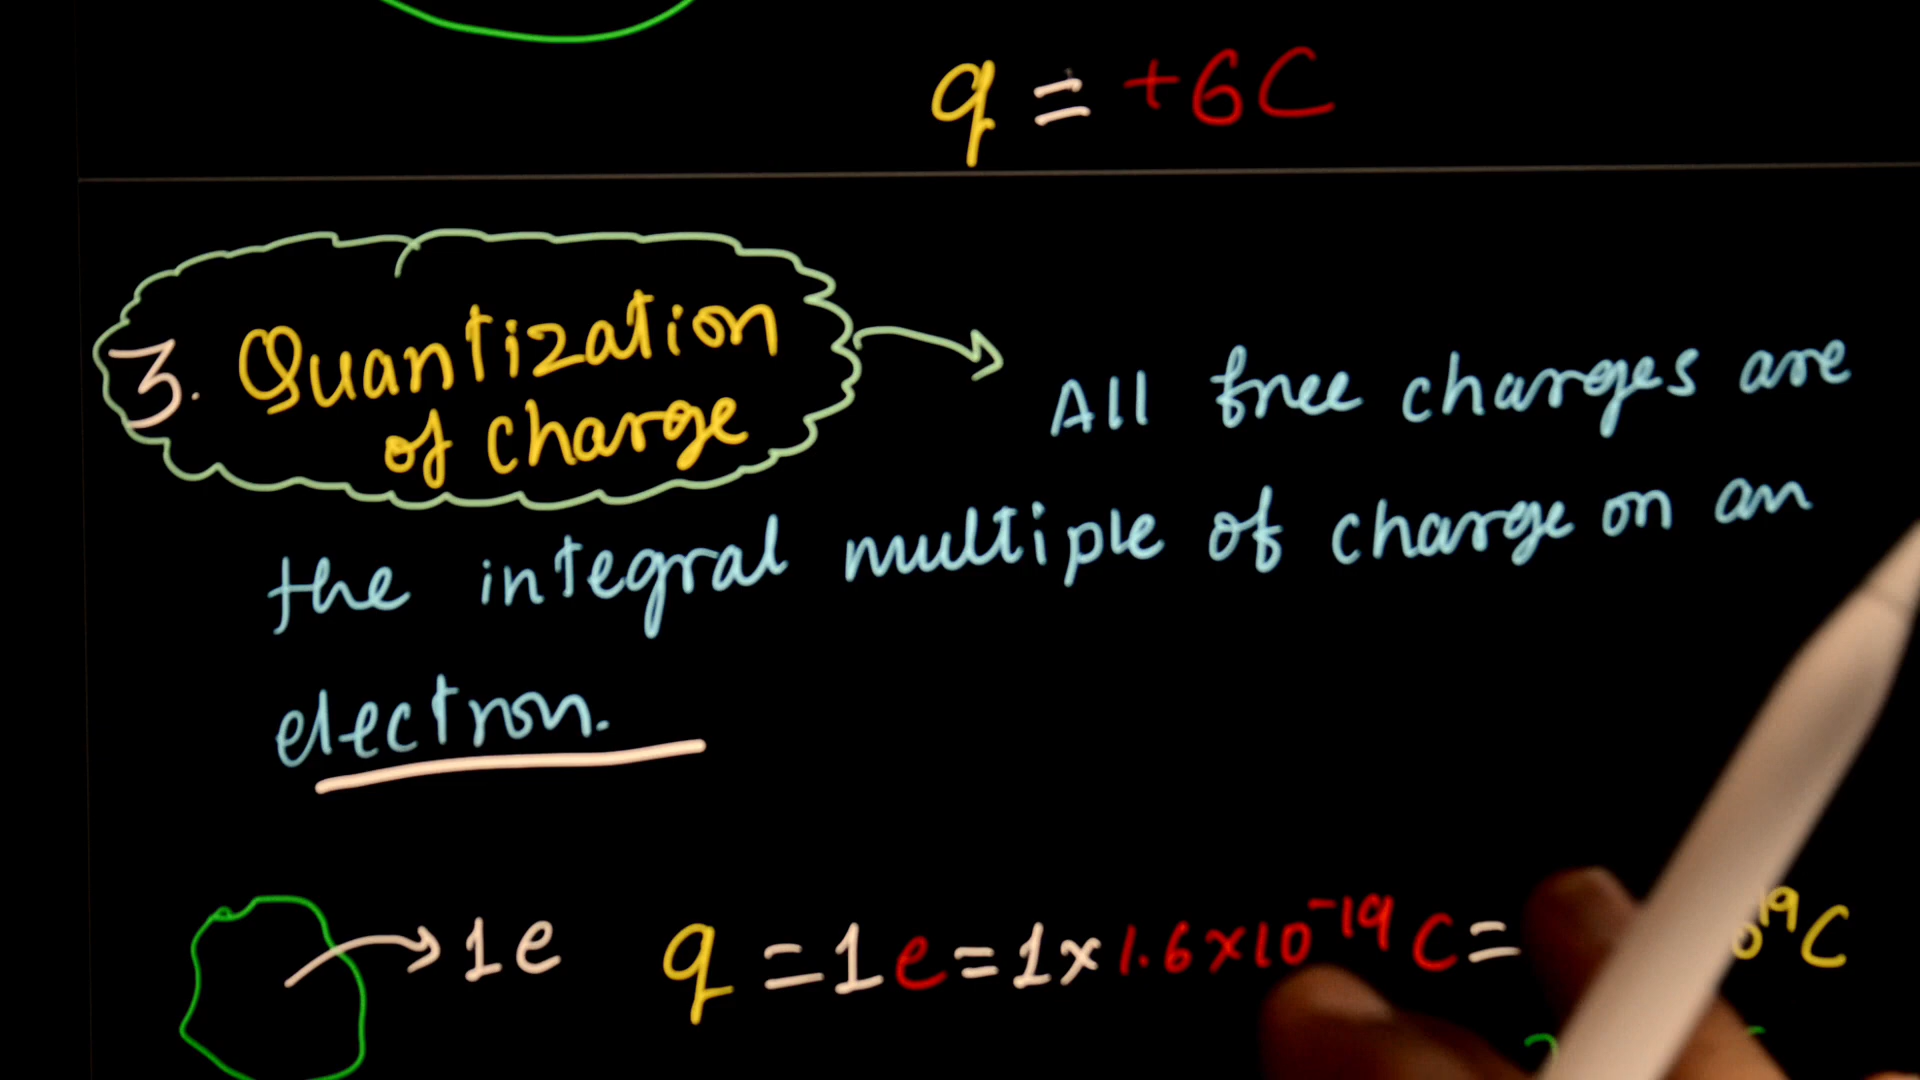 q = +6C
3. Quantization
of charge
All free charges are
the integral multiple of charge on an
electron.
1e q = 1e = 1 x 1.6 x 10⁻¹⁹ C = 19 C